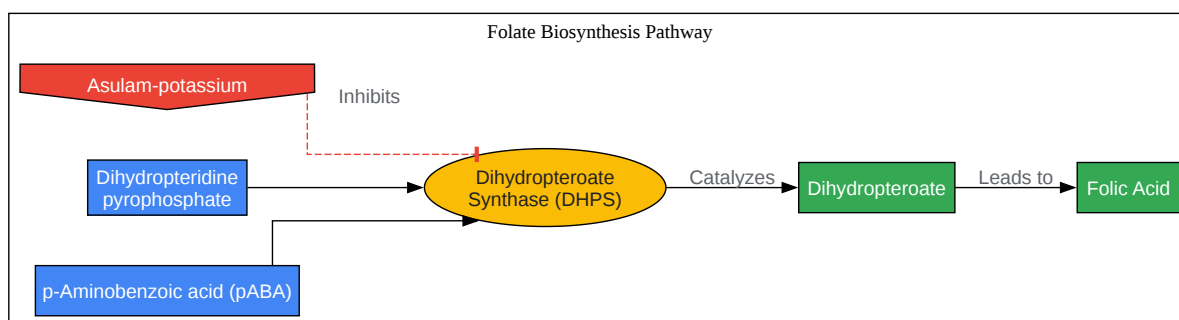 Folate Biosynthesis Pathway
Asulam-potassium
Inhibits
Dihydropteridine
pyrophosphate
Dihydropteroate
Synthase (DHPS)
Catalyzes
Dihydropteroate
Leads to
Folic Acid
p-Aminobenzoic acid (pABA)